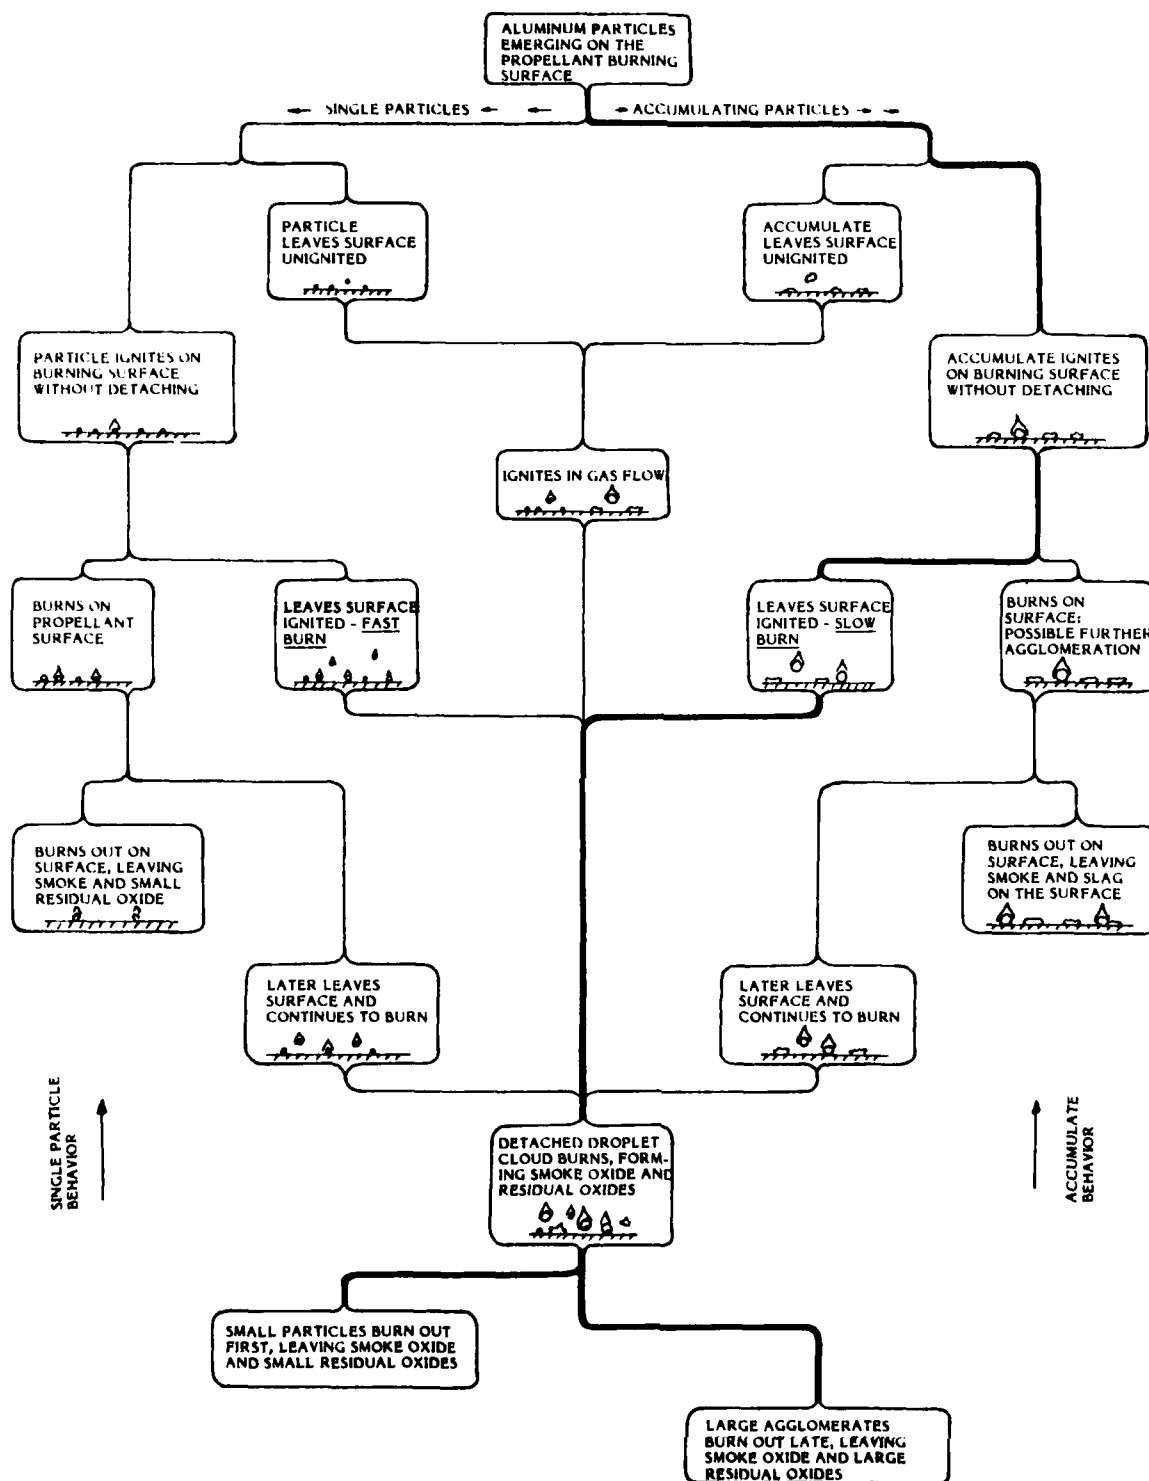 ALUMINUM PARTICLES
EMERGING ON THE
PROPELLANT BURNING
SURFACE
SINGLE PARTICLES
ACCUMULATING PARTICLES
PARTICLE
LEAVES SURFACE
UNIGNITED
ACCUMULATE
LEAVES SURFACE
UNIGNITED
PARTICLE IGNITES ON
BURNING SURFACE
WITHOUT DETACHING
ACCUMULATE IGNITES
ON BURNING SURFACE
WITHOUT DETACHING
IGNITES IN GAS FLOW
BURNS ON
PROPELLANT
SURFACE
LEAVES SURFACE
IGNITED - FAST
BURN
LEAVES SURFACE
IGNITED - SLOW
BURN
BURNS ON
SURFACE:
POSSIBLE FURTHER
AGGLOMERATION
BURNS OUT ON
SURFACE, LEAVING
SMOKE AND SMALL
RESIDUAL OXIDE
BURNS OUT ON
SURFACE, LEAVING
SMOKE AND SLAG
ON THE SURFACE
LATER LEAVES
SURFACE AND
CONTINUES TO BURN
LATER LEAVES
SURFACE AND
CONTINUES TO BURN
SINGLE PARTICLE
BEHAVIOR
ACCUMULATE
BEHAVIOR
DETACHED DROPLET
CLOUD BURNS, FORM-
ING SMOKE OXIDE AND
RESIDUAL OXIDES
SMALL PARTICLES BURN OUT
FIRST, LEAVING SMOKE OXIDE
AND SMALL RESIDUAL OXIDES
LARGE AGGLOMERATES
BURN OUT LATE, LEAVING
SMOKE OXIDE AND LARGE
RESIDUAL OXIDES